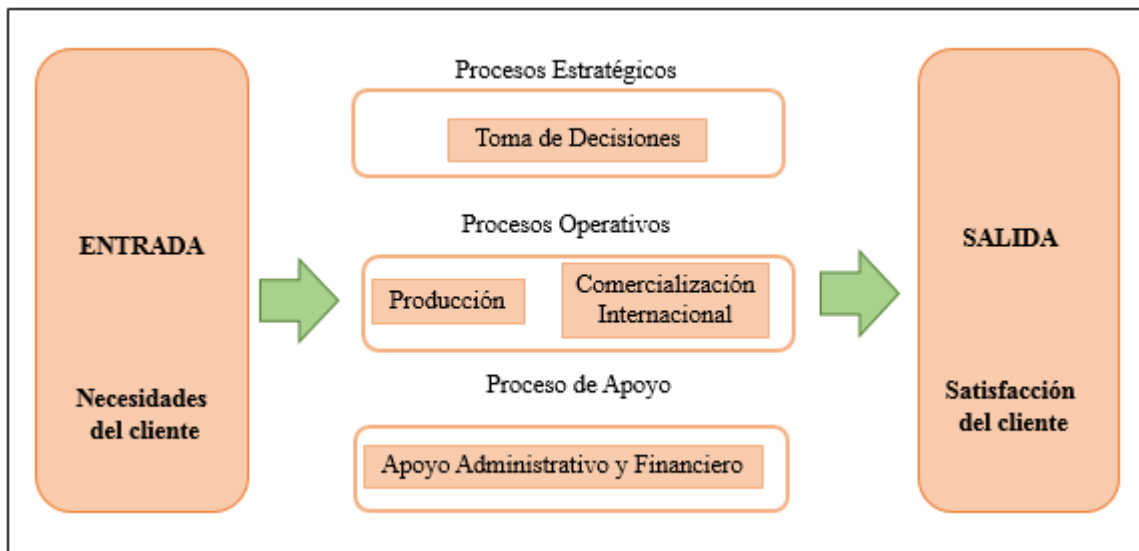 Procesos Estratégicos
Toma de Decisiones
ENTRADA
Necesidades
del cliente
Procesos Operativos
Producción
Comercialización
Internacional
Proceso de Apoyo
Apoyo Administrativo y Financiero
SALIDA
Satisfacción
del cliente